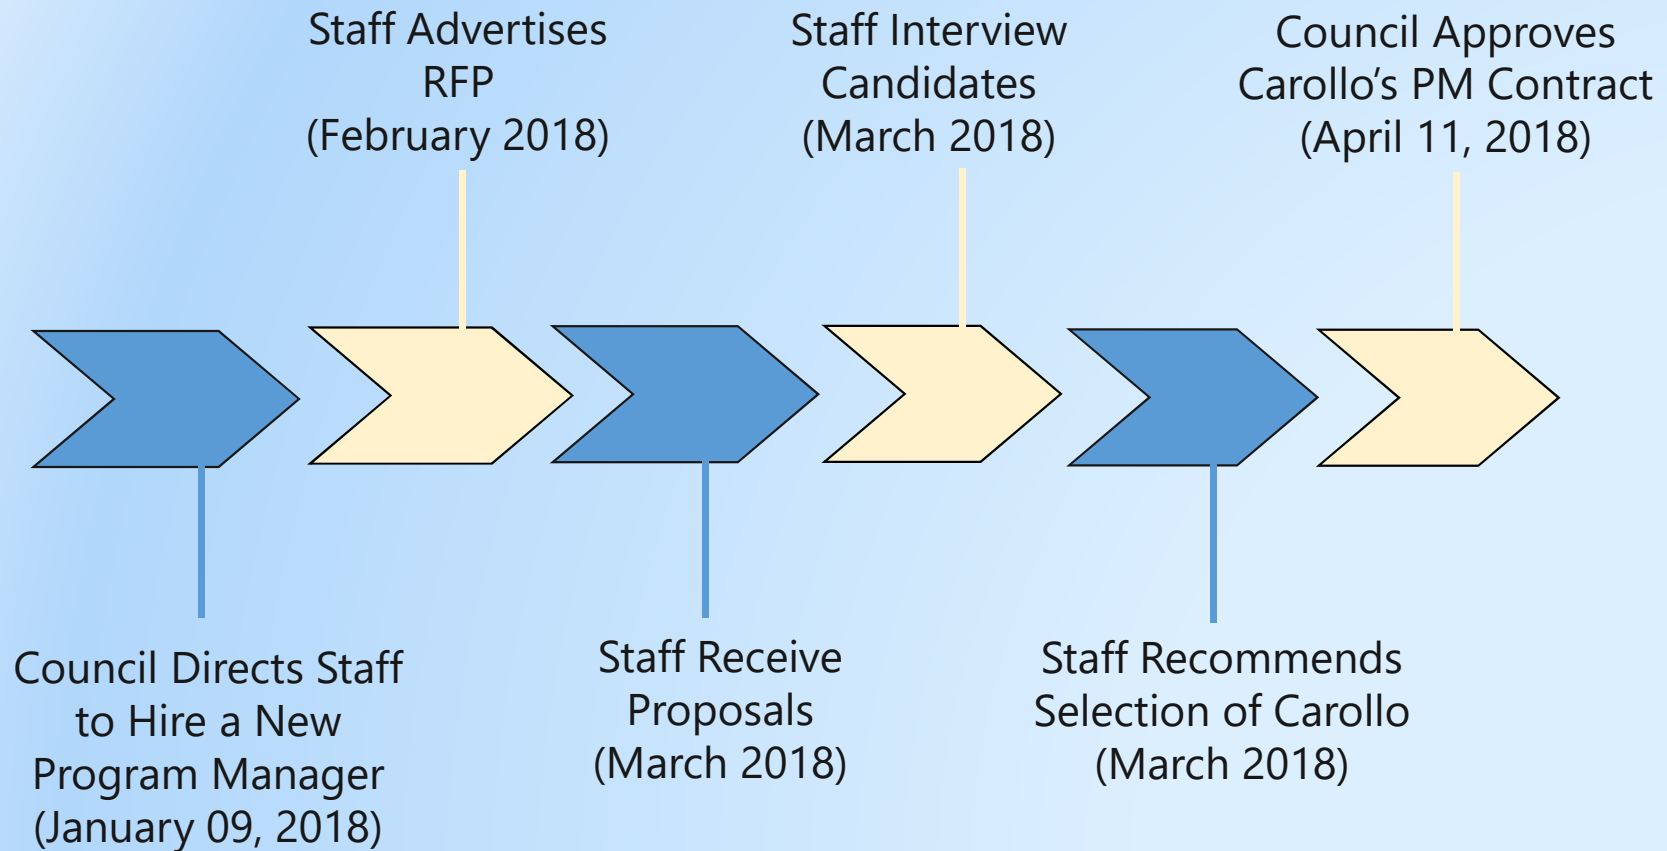 Staff Advertises
RFP
(February 2018)
Staff Interview
Candidates
(March 2018)
Council Approves
Carollo’s PM Contract
(April 11, 2018)
Council Directs Staff
to Hire a New
Program Manager
(January 09, 2018)
Staff Receive
Proposals
(March 2018)
Staff Recommends
Selection of Carollo
(March 2018)